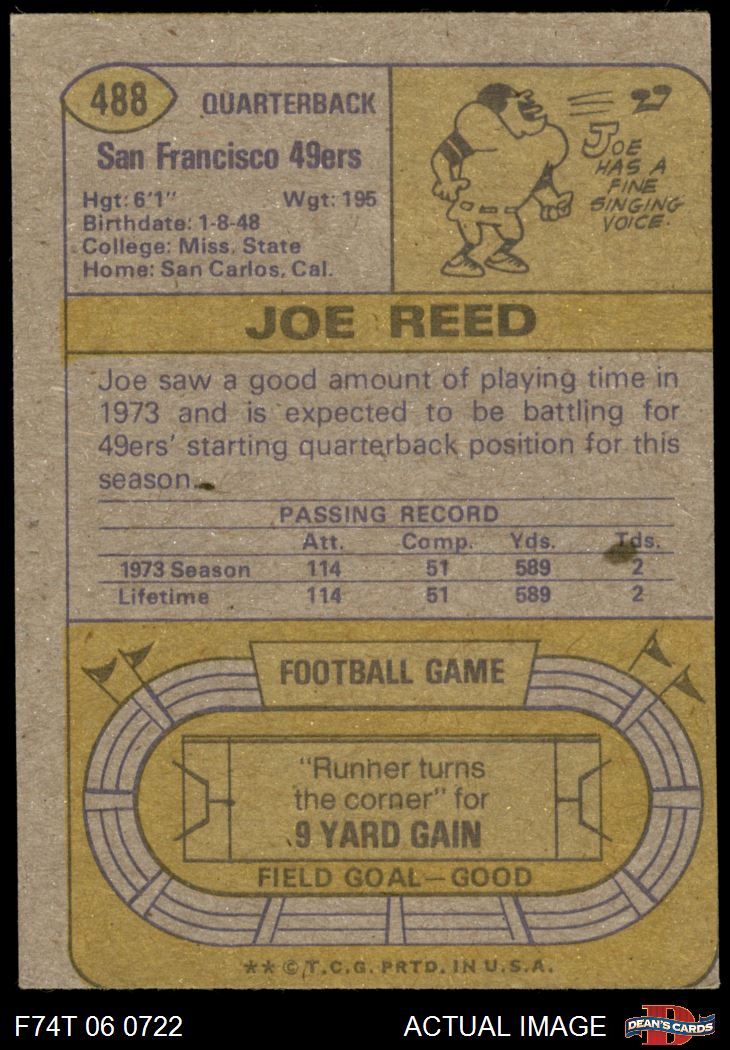 488
QUARTERBACK
San Francisco 49ers
Hgt: 6'1" Wgt: 195
Birthdate: 1-8-48
College: Miss. State
Home: San Carlos, Cal.
JOE
HAS A
FINE
SINGING
VOICE.
JOE REED
Joe saw a good amount of playing time in
1973 and is expected to be battling for
49ers' starting quarterback position for this
season.
PASSING RECORD
Att. Comp. Yds. Tds.
1973 Season 114 51 589 2
Lifetime 114 51 589 2
FOOTBALL GAME
"Runner turns
the corner" for
9 YARD GAIN
FIELD GOAL—GOOD
** © T.C.G. PRTD. IN U.S.A.
F74T 06 0722
ACTUAL IMAGE
D
DEAN'S CARDS